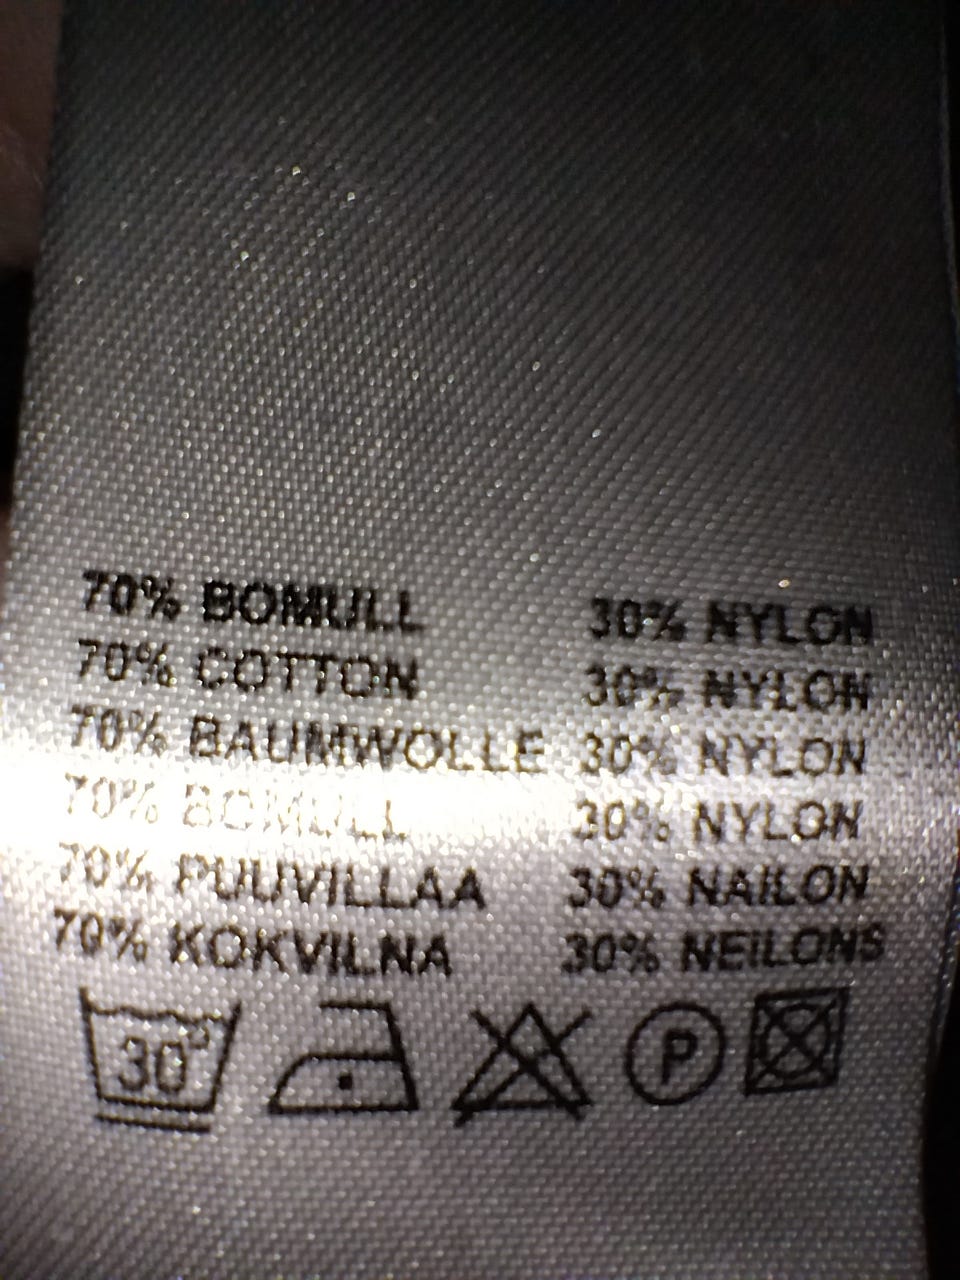 70% BOMULL 30% NYLON
70% COTTON 30% NYLON
70% BAUMWOLLE 30% NYLON
70% BOMULL 30% NYLON
70% PUUVILLAA 30% NAILON
70% KOKVILNA 30% NEILONS
30° P